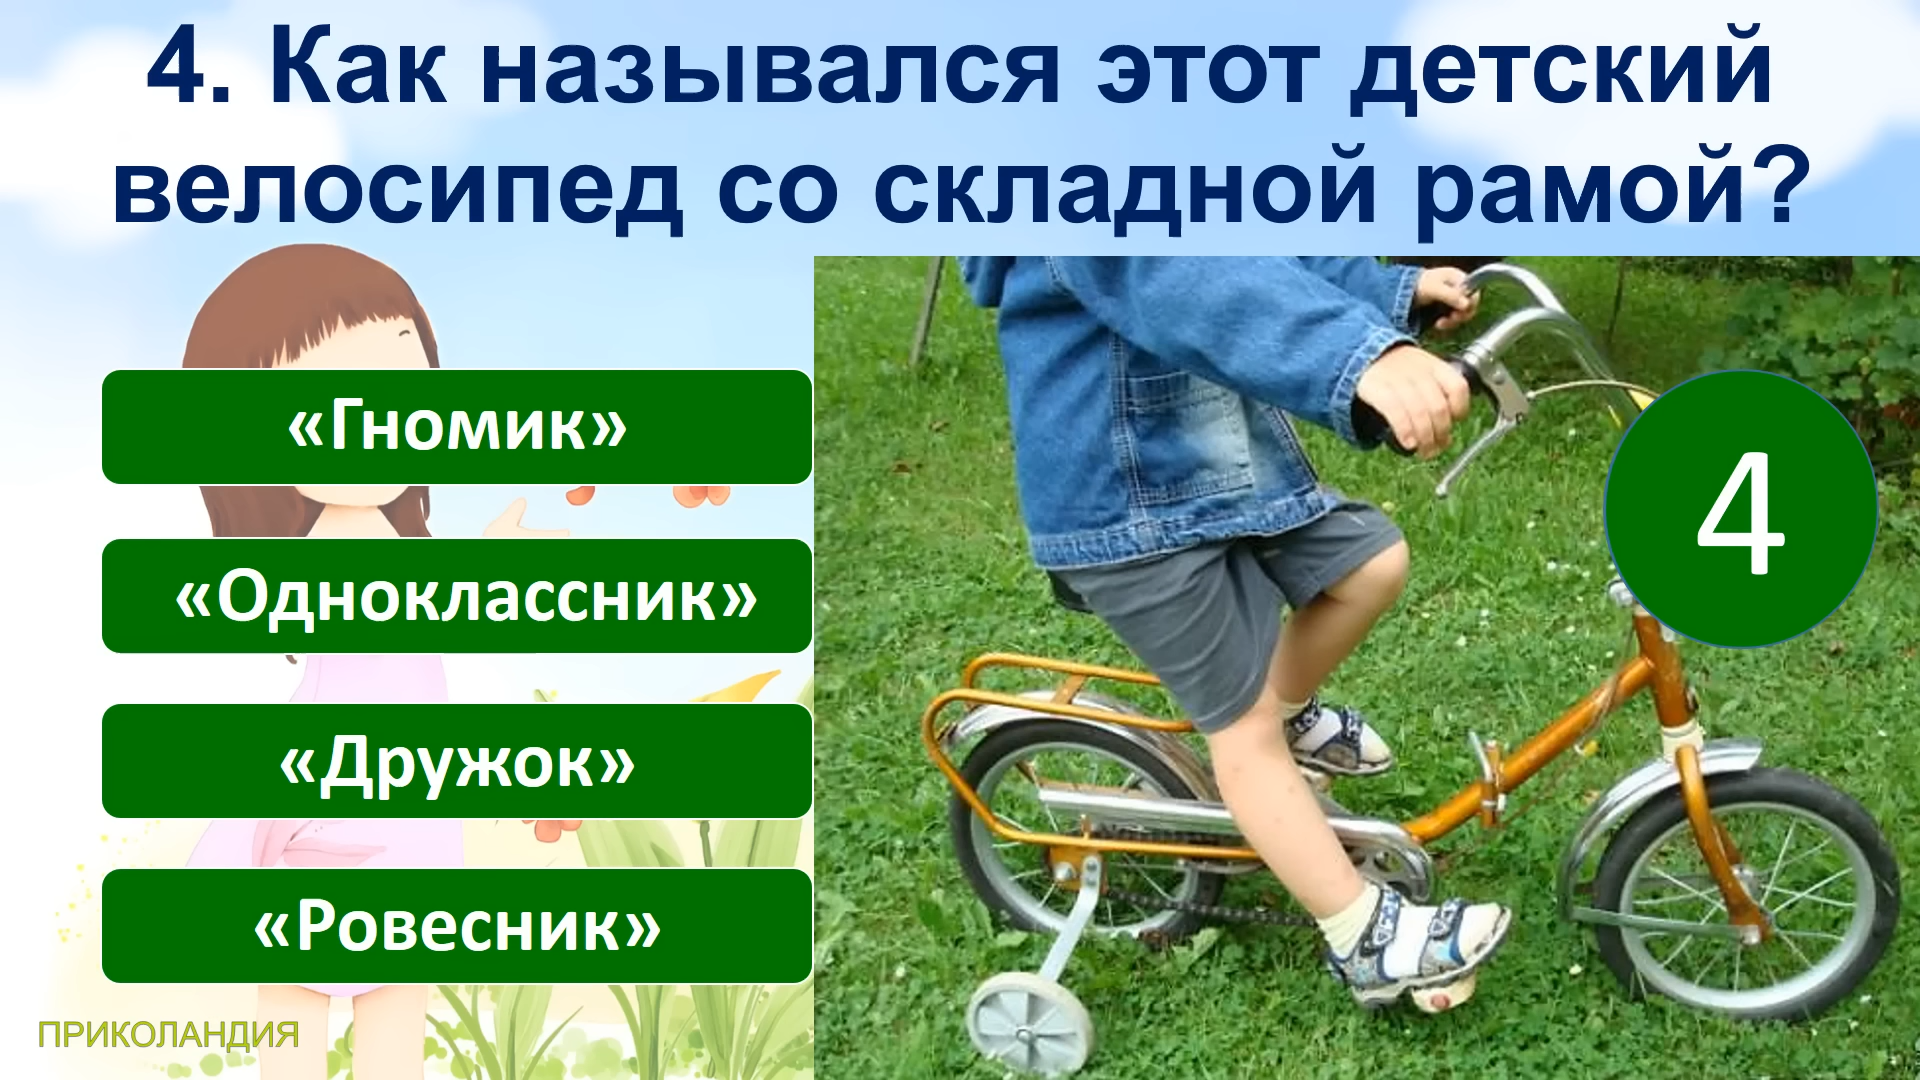 4. Как назывался этот детский
велосипед со складной рамой?
«Гномик»
«Одноклассник»
4
«Дружок»
«Ровесник»
ПРИКОЛАНДИЯ